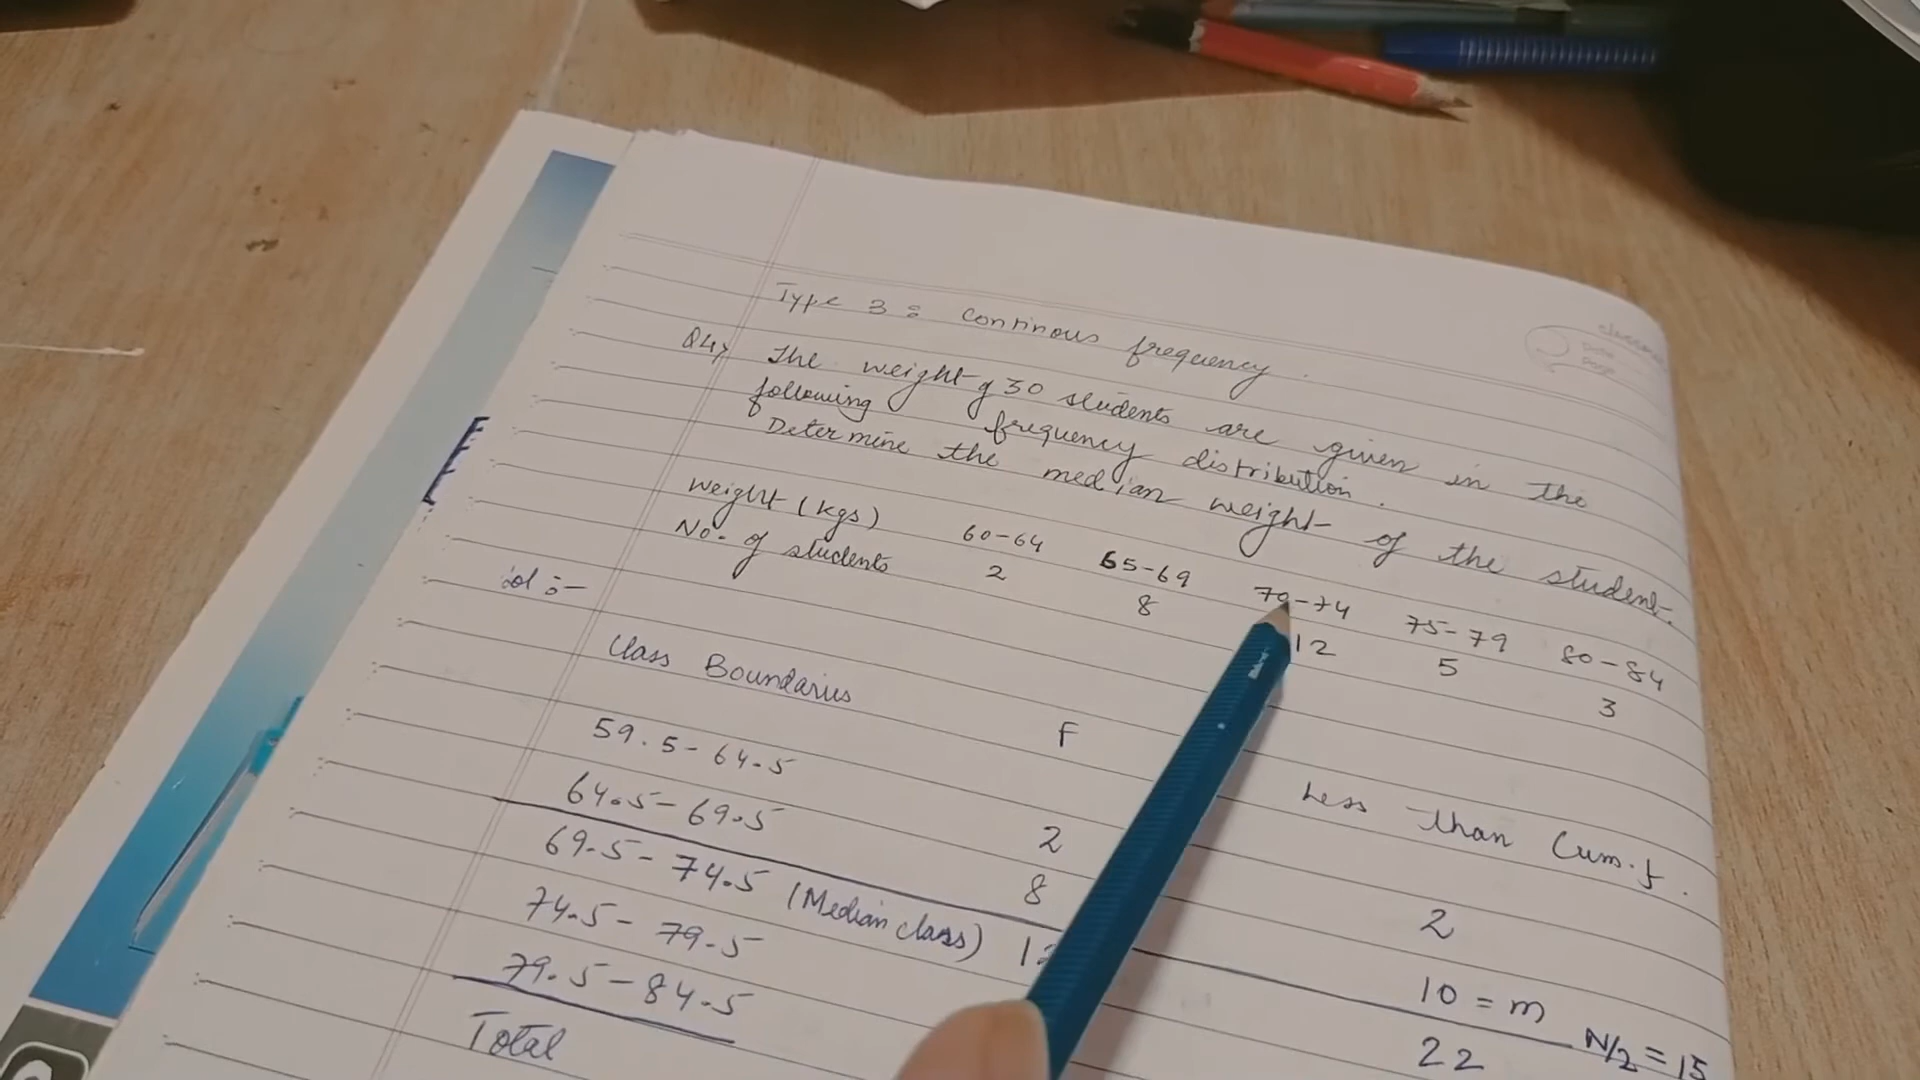 Type 3 : Continous frequency.
Q4> The weight of 30 students are given in the
following frequency distribution.
Determine the median weight of the student.
Weight (kgs) 60-64 65-69 70-74 75-79 80-84
No. of students 2 8 12 5 3
Class Boundaries F Less than Cum. f.
59.5-64.5 2 2
64.5-69.5 8 10 = m
69.5-74.5 (Median class) 22 N/2 = 15
74.5-79.5
79.5-84.5
Total